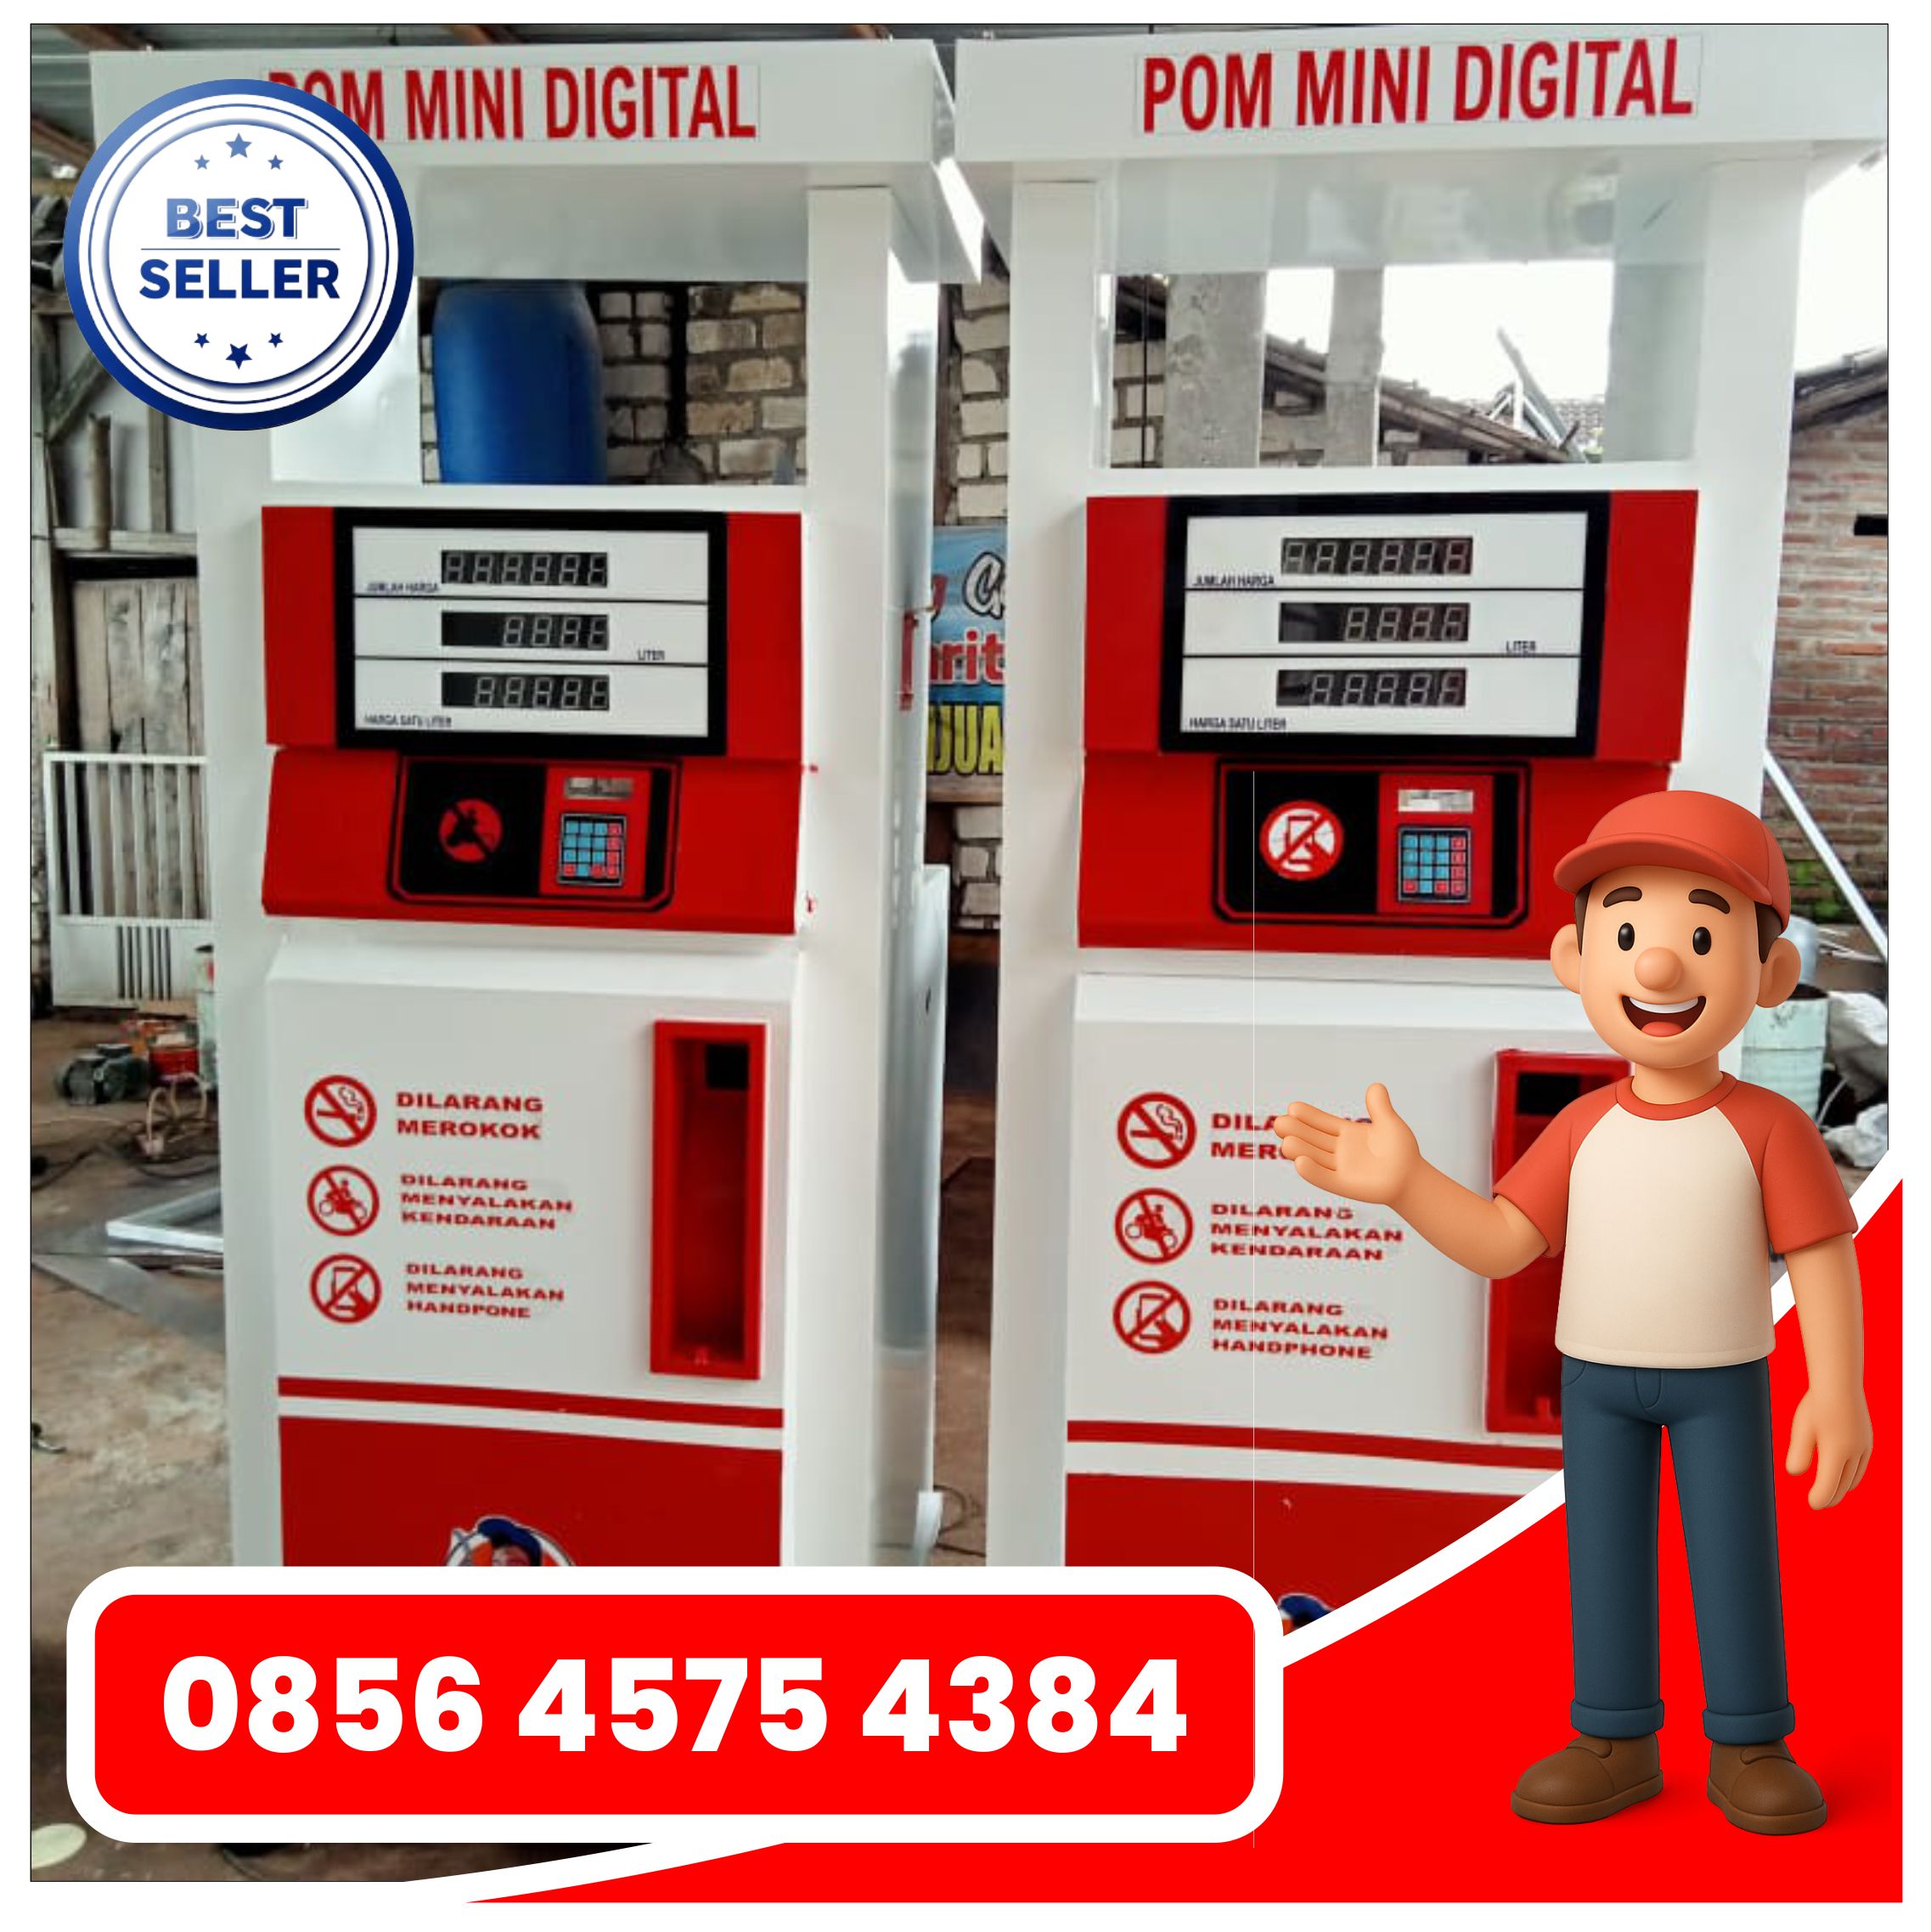 POM MINI DIGITAL
POM MINI DIGITAL
BEST
SELLER
JUMLAH HARGA
LITER
HARGA SATU LITER
JUMLAH HARGA
LITER
HARGA SATU LITER
DILARANG
MEROKOK
DILARANG
MENYALAKAN
KENDARAAN
DILARANG
MENYALAKAN
HANDPONE
DILARANG
MENYALAKAN
KENDARAAN
DILARANG
MENYALAKAN
HANDPHONE
0856 4575 4384